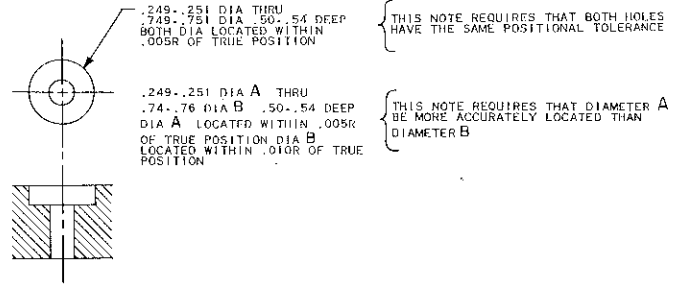 .249-.251 DIA THRU
.749-.751 DIA .50-.54 DEEP
BOTH DIA LOCATED WITHIN
.005R OF TRUE POSITION
THIS NOTE REQUIRES THAT BOTH HOLES
HAVE THE SAME POSITIONAL TOLERANCE
.249-.251 DIA A THRU
.74-.76 DIA B .50-.54 DEEP
DIA A LOCATED WITHIN .005R
OF TRUE POSITION DIA B
LOCATED WITHIN .010R OF TRUE
POSITION
THIS NOTE REQUIRES THAT DIAMETER A
BE MORE ACCURATELY LOCATED THAN
DIAMETER B